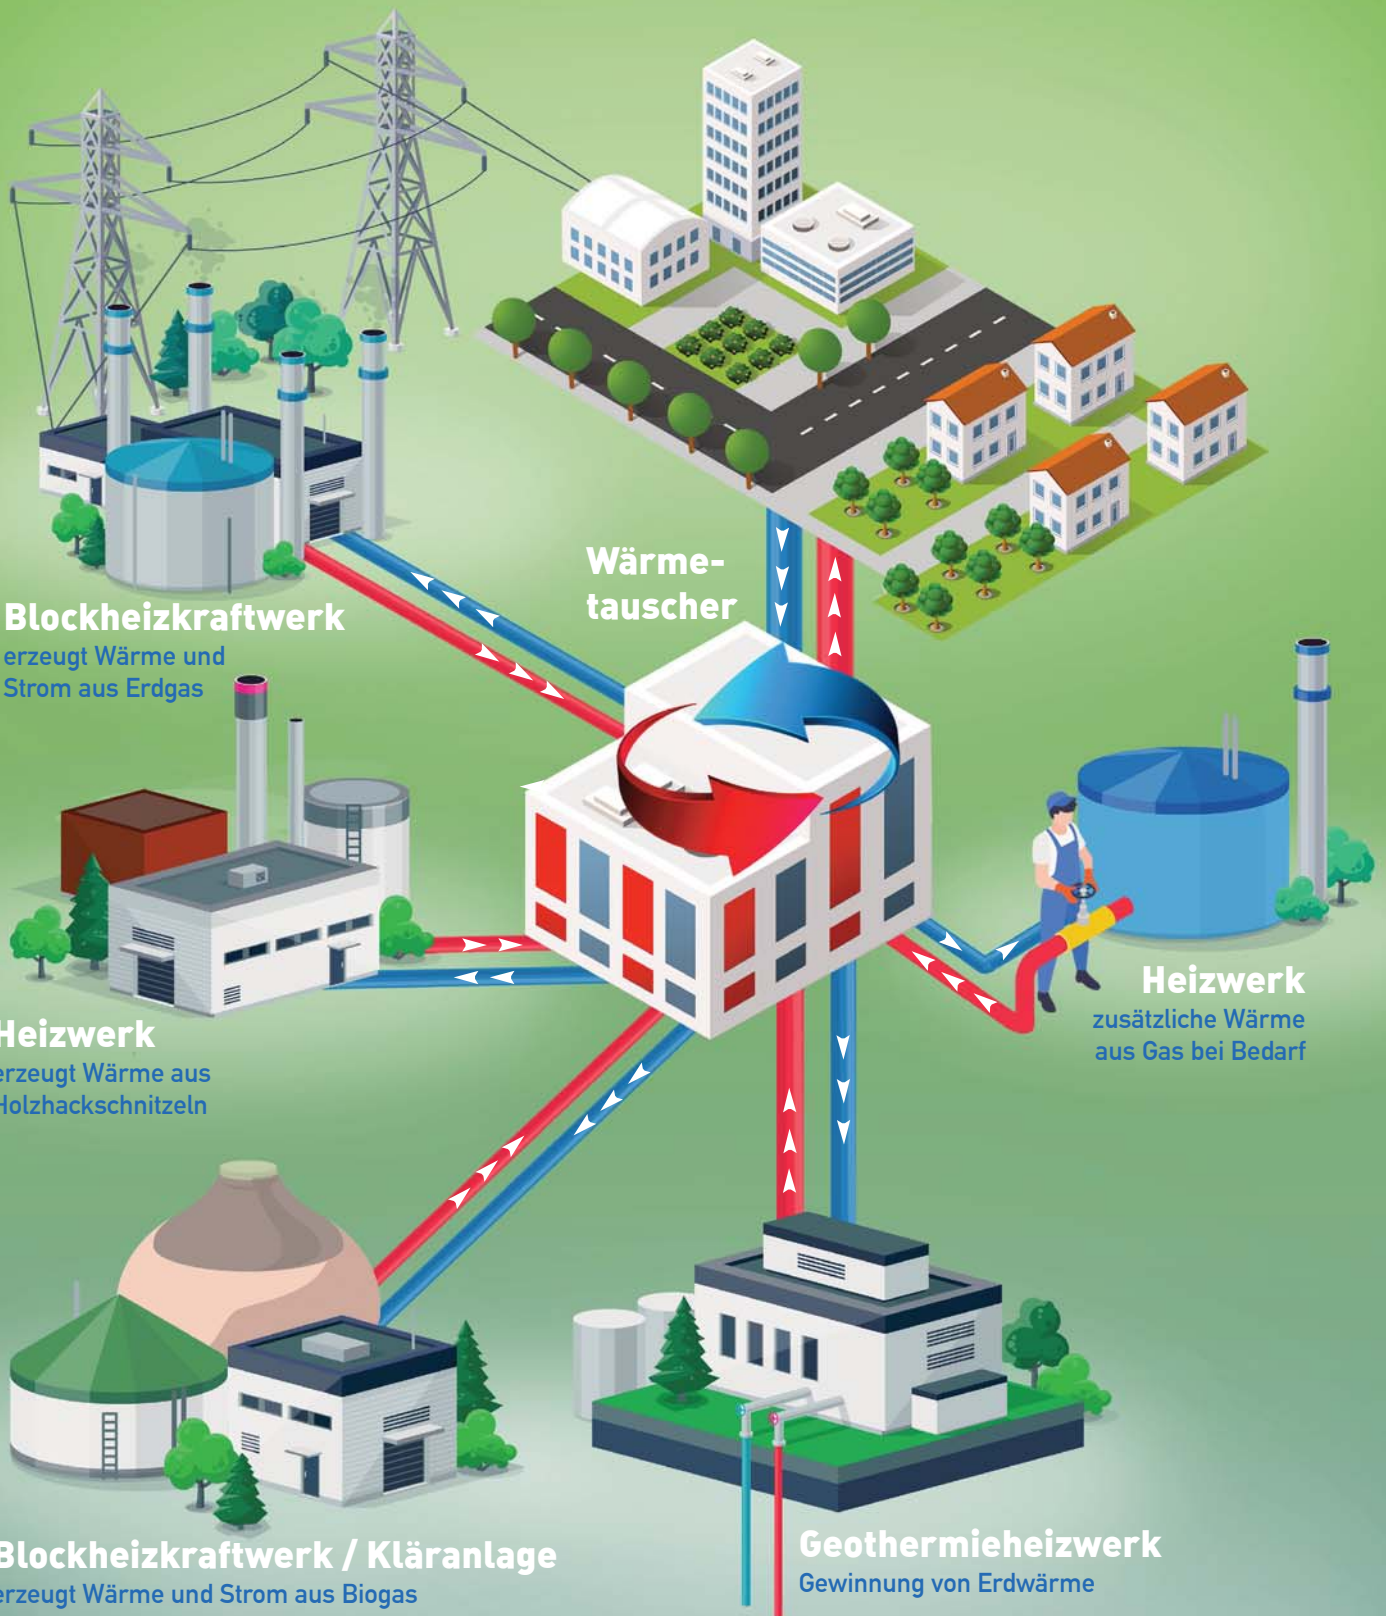 Wärme-
tauscher
Blockheizkraftwerk
erzeugt Wärme und
Strom aus Erdgas
Heizwerk
erzeugt Wärme aus
Holzhackschnitzeln
Heizwerk
zusätzliche Wärme
aus Gas bei Bedarf
Blockheizkraftwerk / Kläranlage
erzeugt Wärme und Strom aus Biogas
Geothermieheizwerk
Gewinnung von Erdwärme